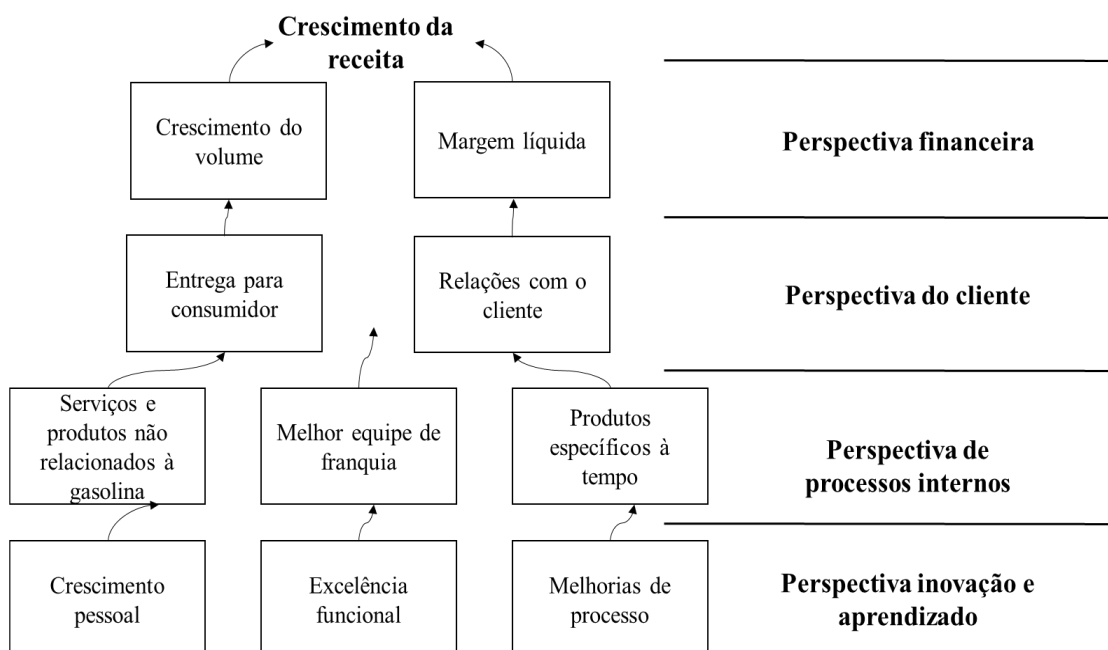 Crescimento da
receita
Crescimento do
volume
Margem líquida
Perspectiva financeira
Entrega para
consumidor
Relações com o
cliente
Perspectiva do cliente
Serviços e
produtos não
relacionados à
gasolina
Melhor equipe de
franquia
Produtos
específicos à
tempo
Perspectiva de
processos internos
Crescimento
pessoal
Excelência
funcional
Melhorias de
processo
Perspectiva inovação e
aprendizado